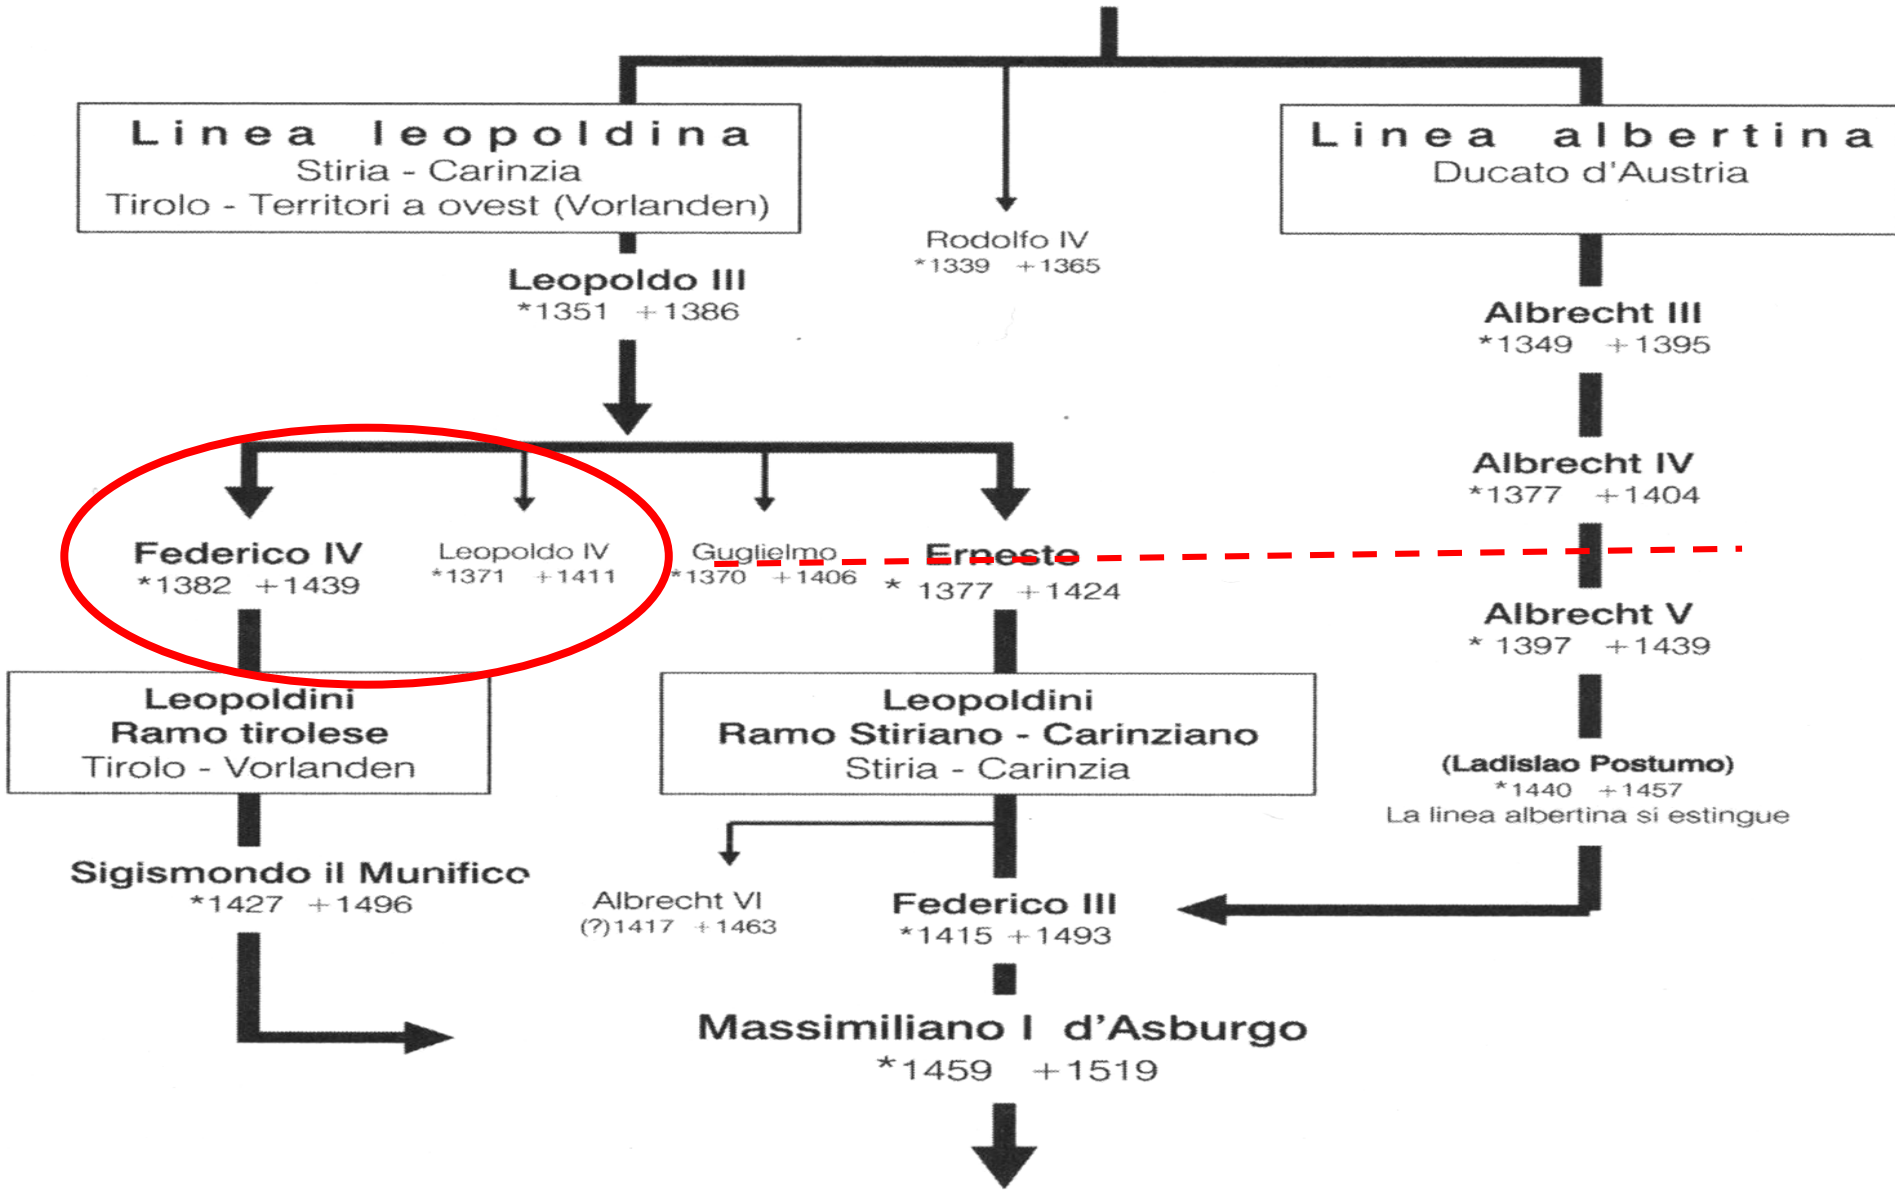 Linea leopoldina
Stiria - Carinzia
Tirolo - Territori a ovest (Vorlanden)
Linea albertina
Ducato d'Austria
Rodolfo IV
*1339 +1365
Leopoldo III
*1351 +1386
Albrecht III
*1349 +1395
Albrecht IV
*1377 +1404
Federico IV
*1382 +1439
Leopoldo IV
*1371 +1411
Guglielmo
*1370 +1406
Ernesto
* 1377 +1424
Albrecht V
* 1397 +1439
Leopoldini
Ramo tirolese
Tirolo - Vorlanden
Leopoldini
Ramo Stiriano - Carinziano
Stiria - Carinzia
(Ladislao Postumo)
*1440 +1457
La linea albertina si estingue
Sigismondo il Munifico
*1427 +1496
Albrecht VI
(?)1417 +1463
Federico III
*1415 +1493
Massimiliano I d'Asburgo
*1459 +1519